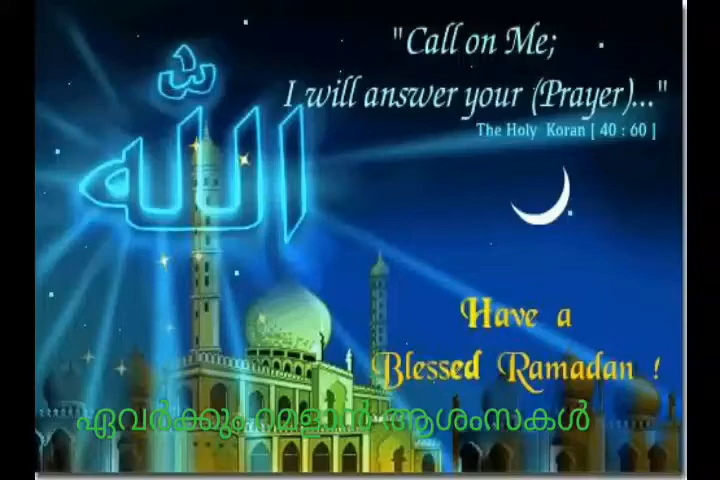 "Call on Me;
I will answer your (Prayer)..."
The Holy Koran [ 40 : 60 ]
الله
Have a
Blessed Ramadan !
ഏവർക്കും റമളാൻ ആശംസകൾ